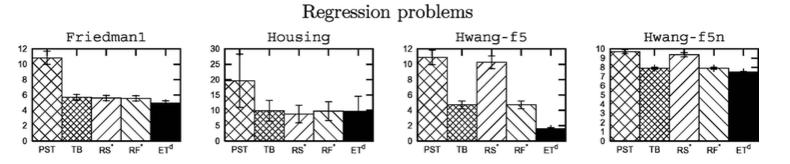 Regression problems
Friedman1 Housing Hwang-f5 Hwang-f5n
12 30 12 10
10 25 10 9
8 20 8 8
6 15 6 7
4 10 4 6
2 5 2 5
0 0 0 4
3
2
1
0
PST TB RS* RF* ETd PST TB RS* RF* ETd PST TB RS* RF* ETd PST TB RS* RF* ETd